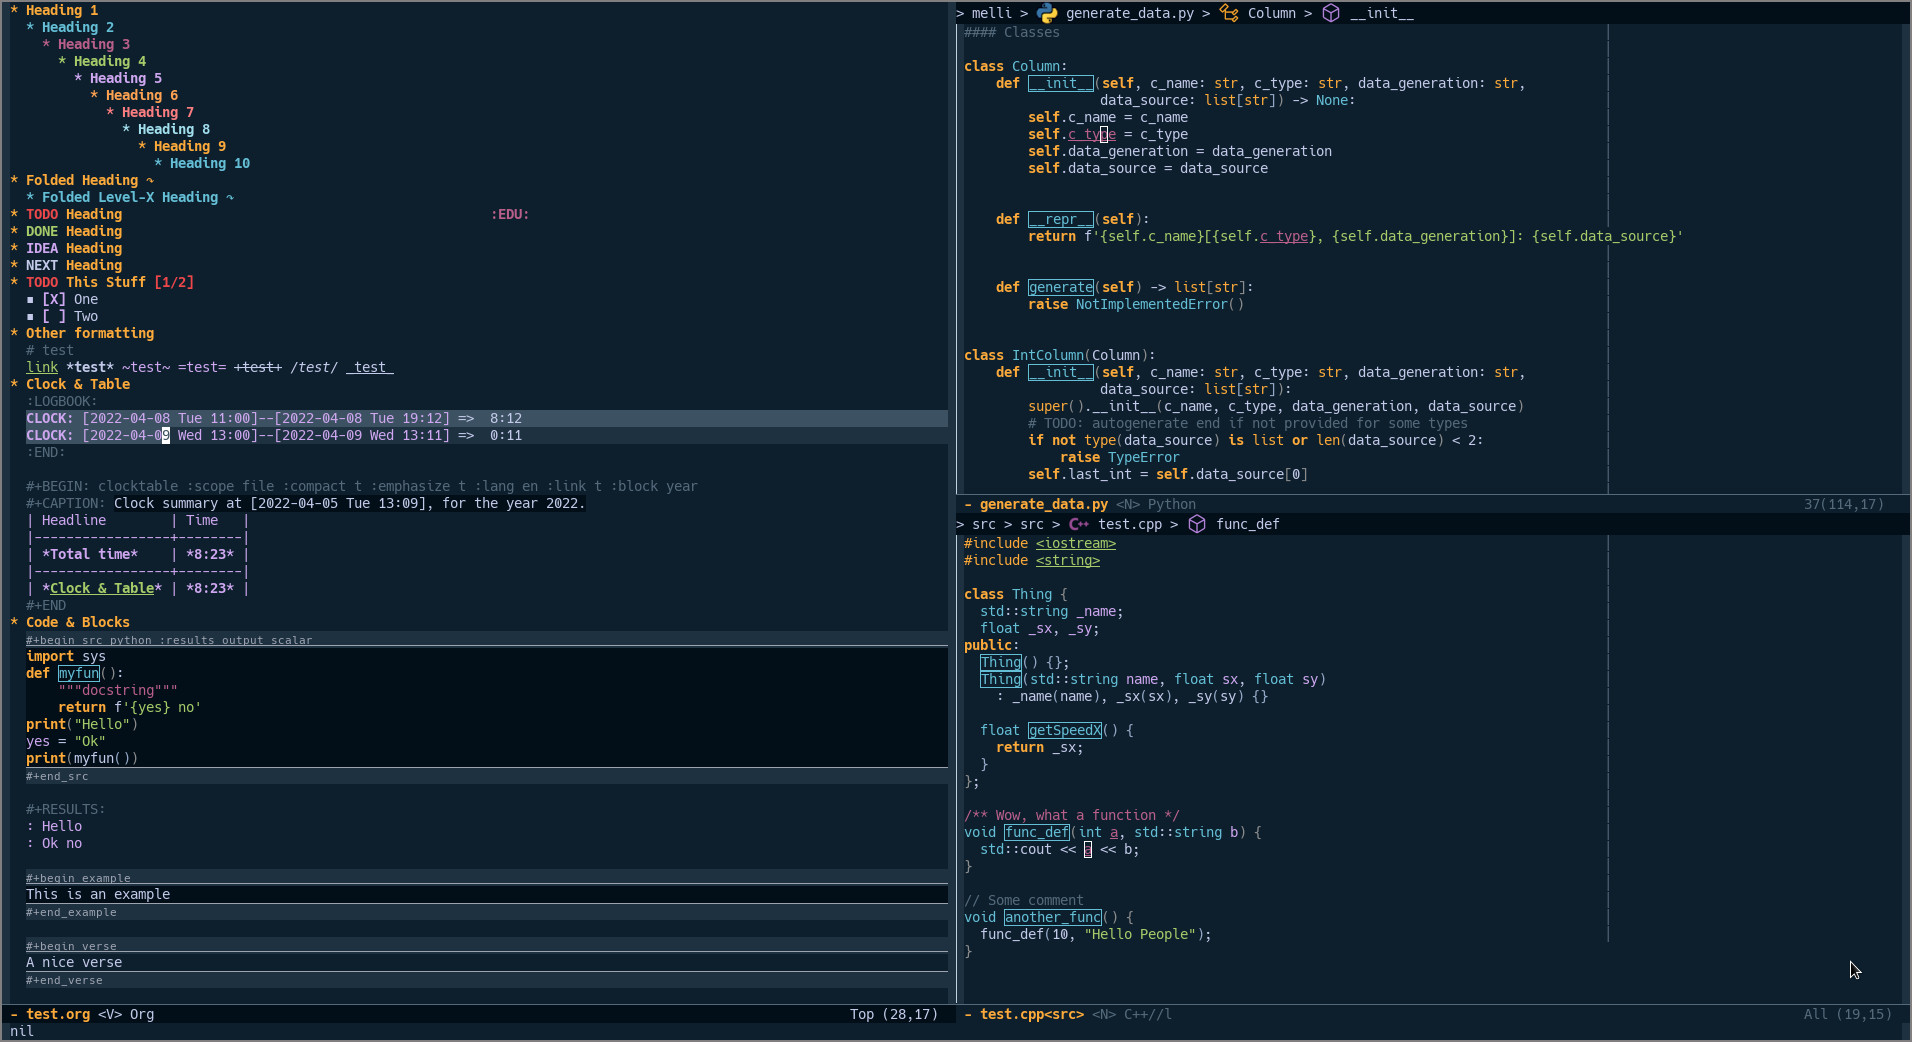 * Heading 1
* Heading 2
* Heading 3
* Heading 4
* Heading 5
* Heading 6
* Heading 7
* Heading 8
* Heading 9
* Heading 10
* Folded Heading ↷
* Folded Level-X Heading ↷
* TODO Heading :EDU:
* DONE Heading
* IDEA Heading
* NEXT Heading
* TODO This Stuff [1/2]
▪ [X] One
▪ [ ] Two
* Other formatting
# test
link *test* ~test~ =test= +test+ /test/ _test_
* Clock & Table
:LOGBOOK:
CLOCK: [2022-04-08 Tue 11:00]--[2022-04-08 Tue 19:12] =>  8:12
CLOCK: [2022-04-09 Wed 13:00]--[2022-04-09 Wed 13:11] =>  0:11
:END:
#+BEGIN: clocktable :scope file :compact t :emphasize t :lang en :link t :block year
#+CAPTION: Clock summary at [2022-04-05 Tue 13:09], for the year 2022.
| Headline        | Time   |
|-----------------+--------|
| *Total time*    | *8:23* |
|-----------------+--------|
| *Clock & Table* | *8:23* |
#+END
* Code & Blocks
#+begin_src python :results output scalar
import sys
def myfun():
    """docstring"""
    return f'{yes} no'
print("Hello")
yes = "Ok"
print(myfun())
#+end_src
#+RESULTS:
: Hello
: Ok no
#+begin_example
This is an example
#+end_example
#+begin_verse
A nice verse
#+end_verse
- test.org <V> Org Top (28,17)
nil
> melli > generate_data.py > Column > __init__
#### Classes
class Column:
    def __init__(self, c_name: str, c_type: str, data_generation: str,
                 data_source: list[str]) -> None:
        self.c_name = c_name
        self.c_type = c_type
        self.data_generation = data_generation
        self.data_source = data_source
    def __repr__(self):
        return f'{self.c_name}[{self.c_type}, {self.data_generation}]: {self.data_source}'
    def generate(self) -> list[str]:
        raise NotImplementedError()
class IntColumn(Column):
    def __init__(self, c_name: str, c_type: str, data_generation: str,
                 data_source: list[str]):
        super().__init__(c_name, c_type, data_generation, data_source)
        # TODO: autogenerate end if not provided for some types
        if not type(data_source) is list or len(data_source) < 2:
            raise TypeError
        self.last_int = self.data_source[0]
- generate_data.py <N> Python 37(114,17)
> src > src > C++ test.cpp > func_def
#include <iostream>
#include <string>
class Thing {
  std::string _name;
  float _sx, _sy;
public:
  Thing() {};
  Thing(std::string name, float sx, float sy)
    : _name(name), _sx(sx), _sy(sy) {}
  float getSpeedX() {
    return _sx;
  }
};
/** Wow, what a function */
void func_def(int a, std::string b) {
  std::cout << a << b;
}
// Some comment
void another_func() {
  func_def(10, "Hello People");
}
- test.cpp<src> <N> C++//l All (19,15)